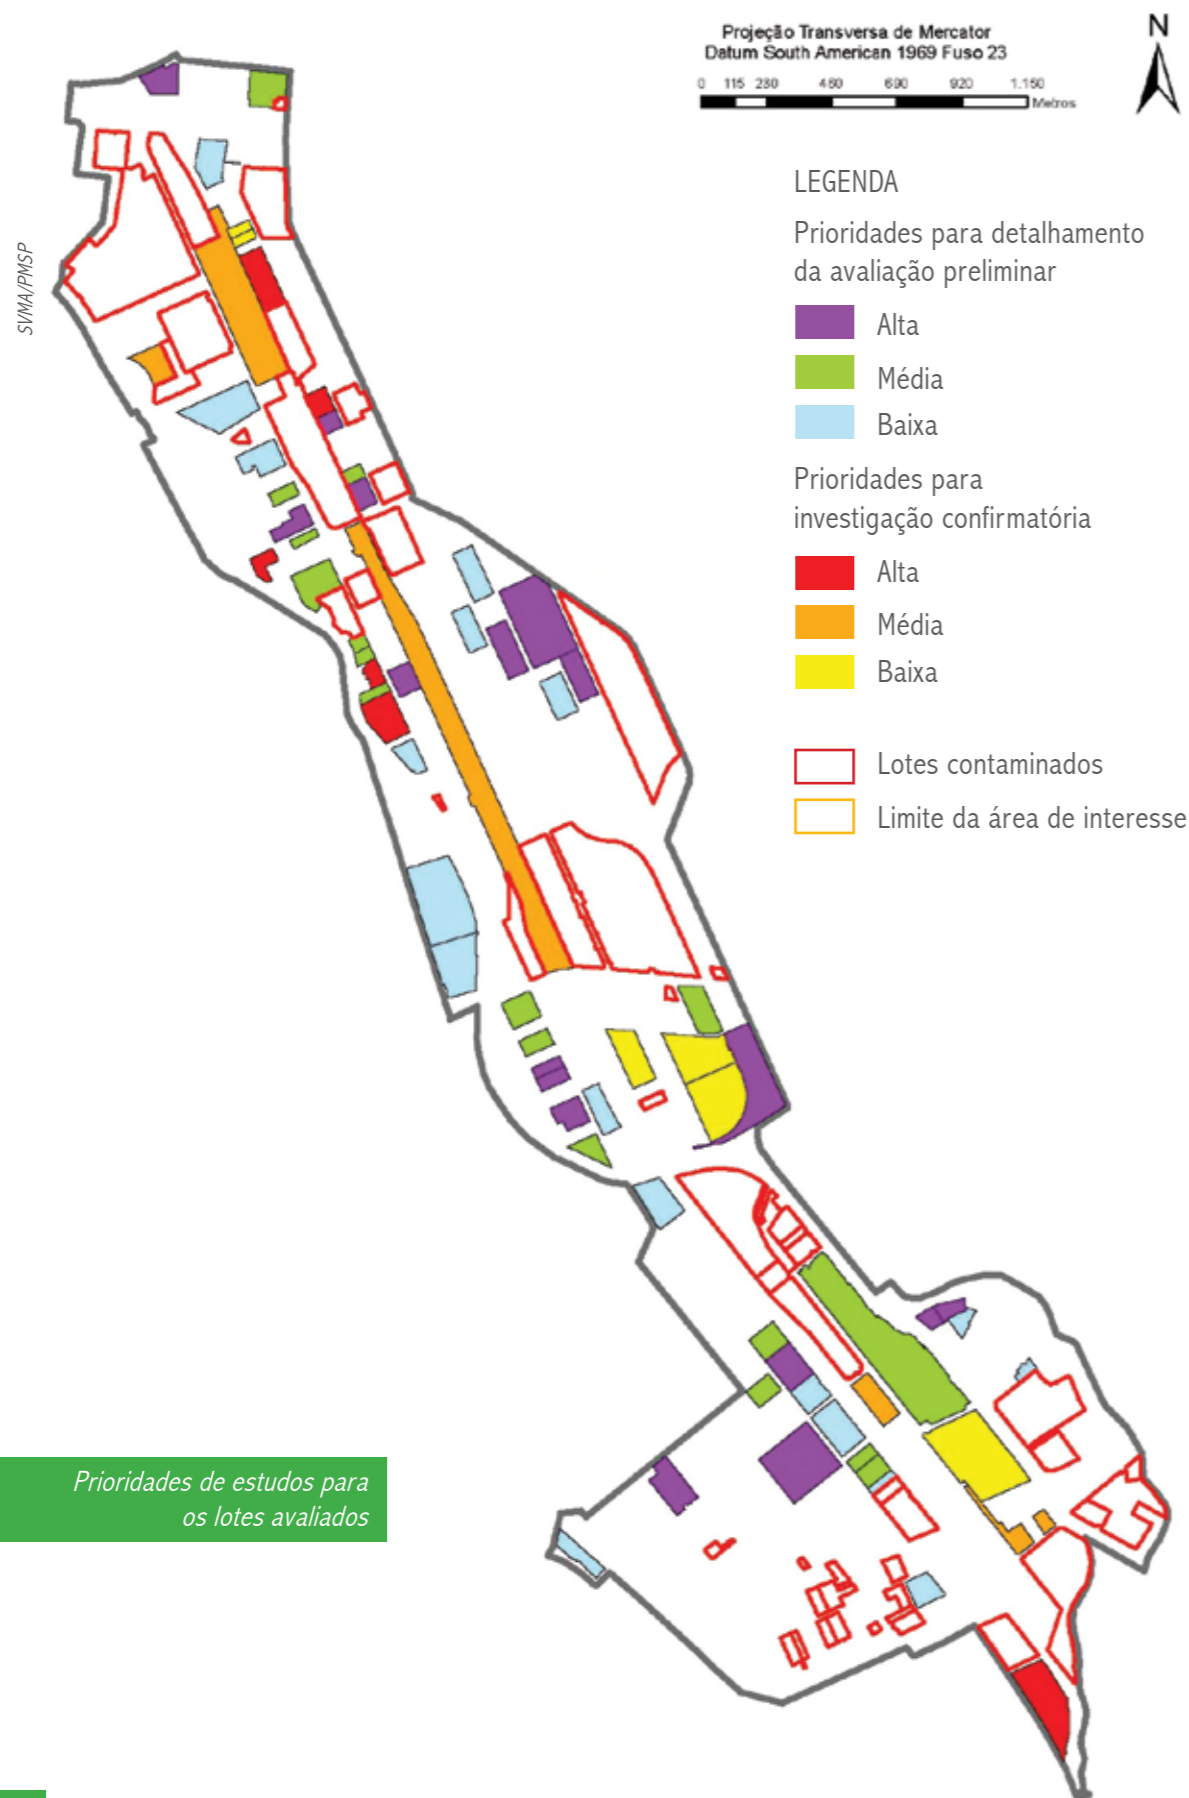 Projeção Transversa de Mercator
Datum South American 1969 Fuso 23
0 115 230 460 690 920 1.150
Metros
N
SVMA/PMSP
LEGENDA
Prioridades para detalhamento
da avaliação preliminar
Alta
Média
Baixa
Prioridades para
investigação confirmatória
Alta
Média
Baixa
Lotes contaminados
Limite da área de interesse
Prioridades de estudos para
os lotes avaliados